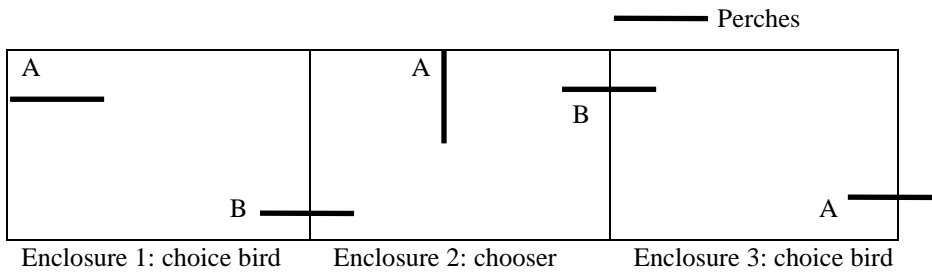 Perches
A
A
B
B
A
Enclosure 1: choice bird
Enclosure 2: chooser
Enclosure 3: choice bird